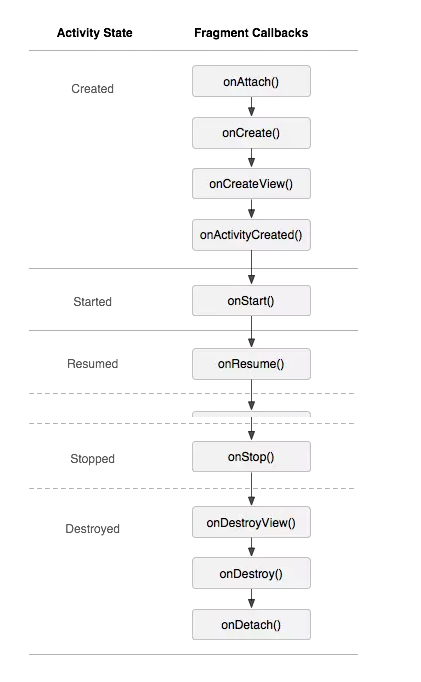 Activity State Fragment Callbacks
Created
onAttach()
onCreate()
onCreateView()
onActivityCreated()
Started
onStart()
Resumed
onResume()
Stopped
onStop()
Destroyed
onDestroyView()
onDestroy()
onDetach()